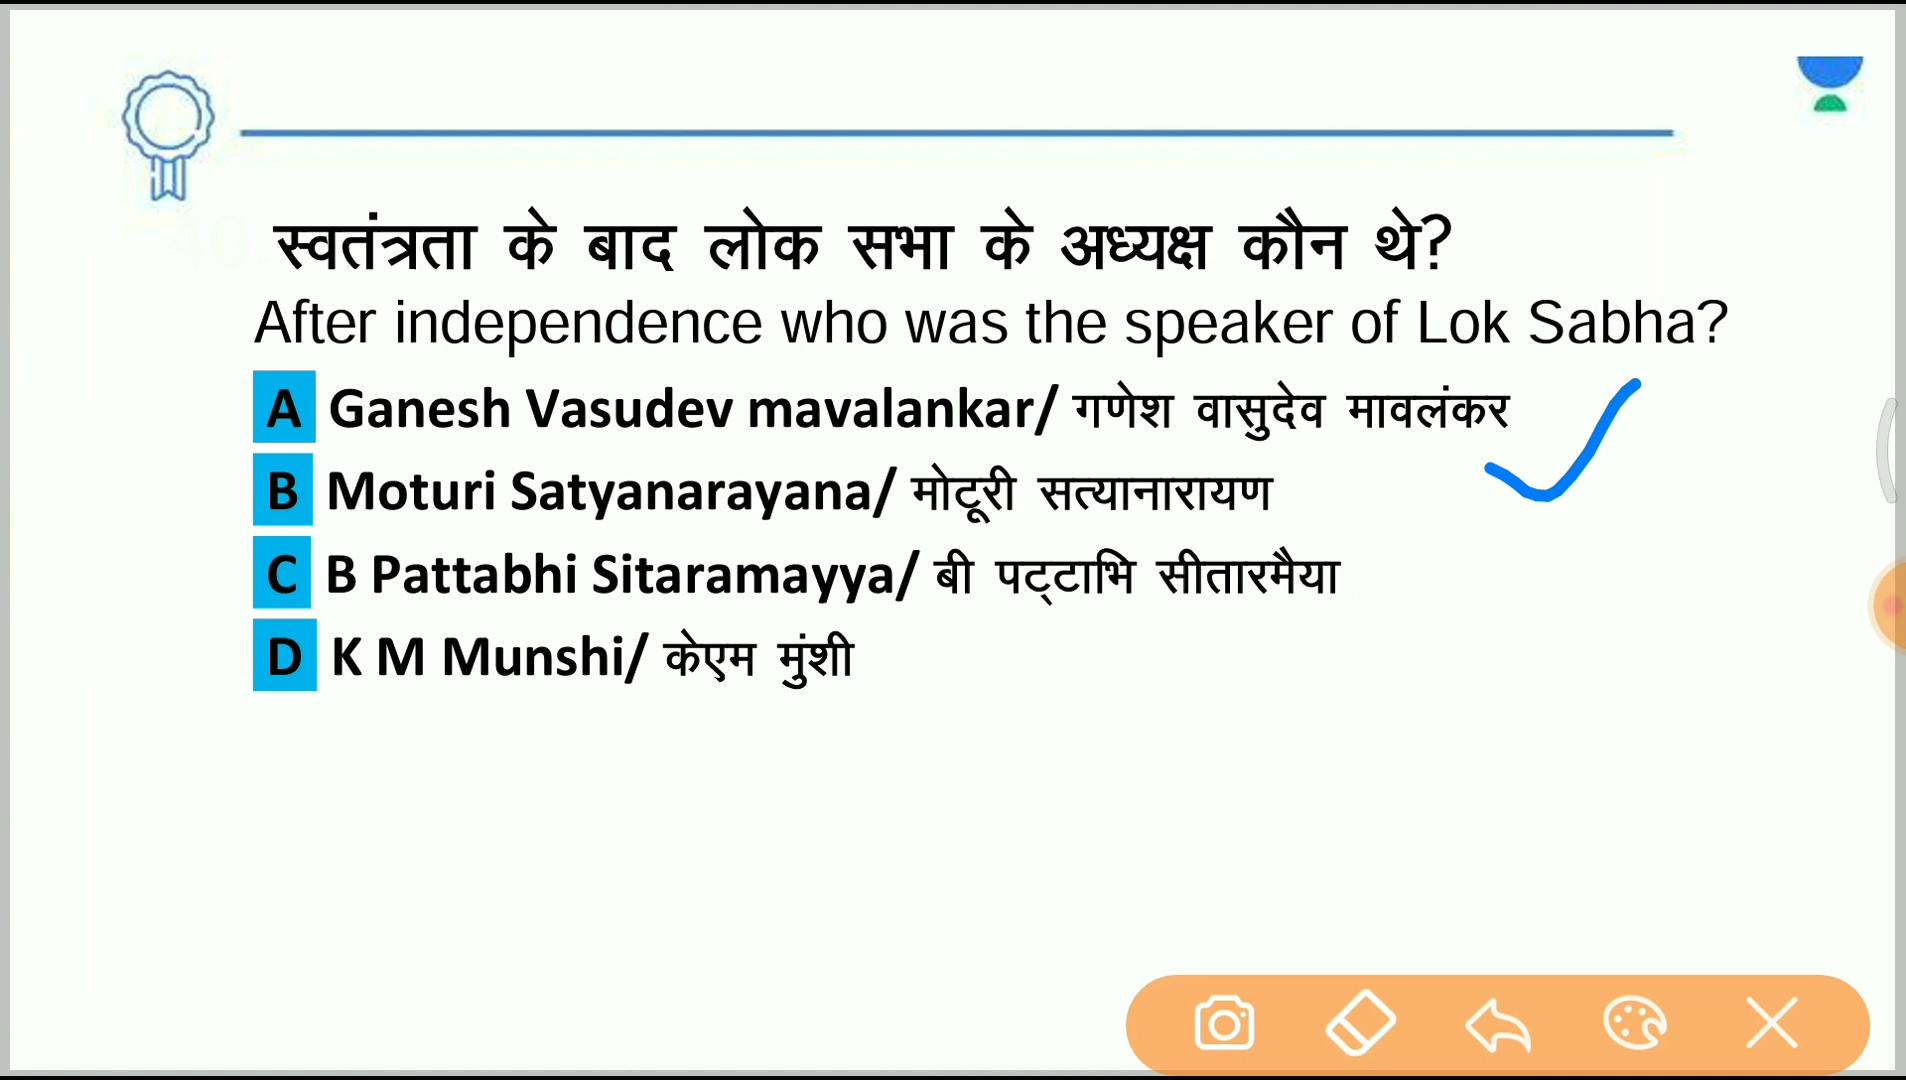 स्वतंत्रता के बाद लोक सभा के अध्यक्ष कौन थे?
After independence who was the speaker of Lok Sabha?
A Ganesh Vasudev mavalankar/ गणेश वासुदेव मावलंकर
B Moturi Satyanarayana/ मोटूरी सत्यानारायण
C B Pattabhi Sitaramayya/ बी पट्टाभि सीतारमैया
D K M Munshi/ केएम मुंशी